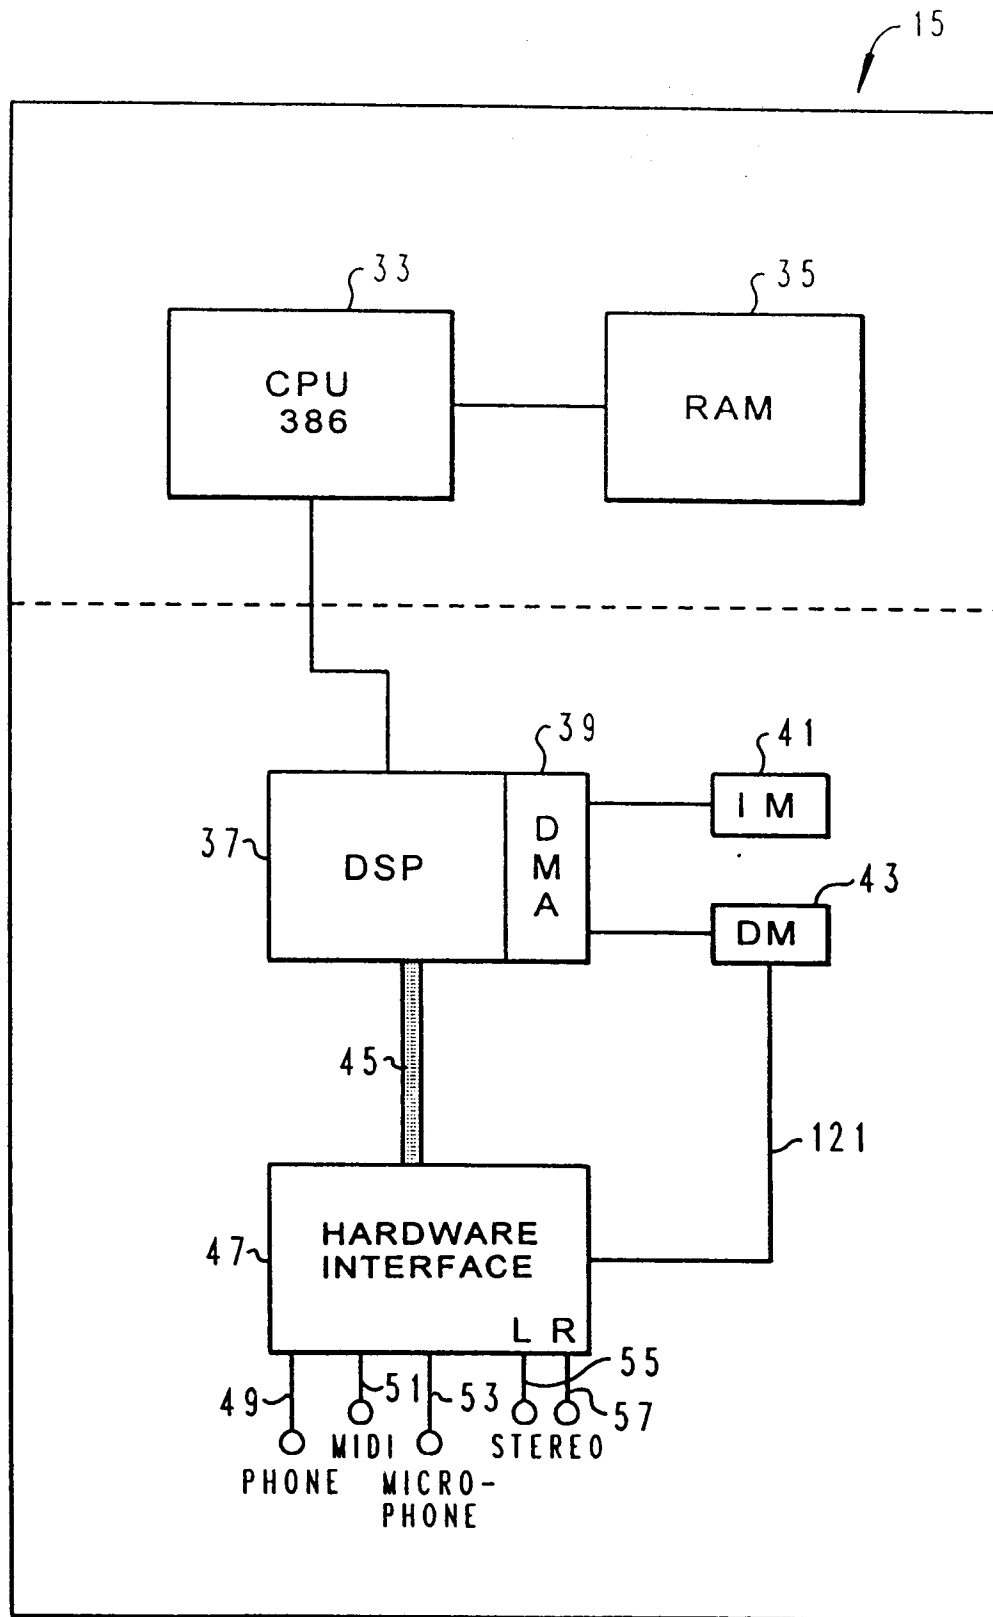 15
33
35
CPU
386
RAM
39
41
DMA
I M
37
DSP
43
DM
45
121
HARDWARE
INTERFACE
47
L R
55
49
51
53
57
MIDI
STEREO
PHONE
MICRO-
PHONE